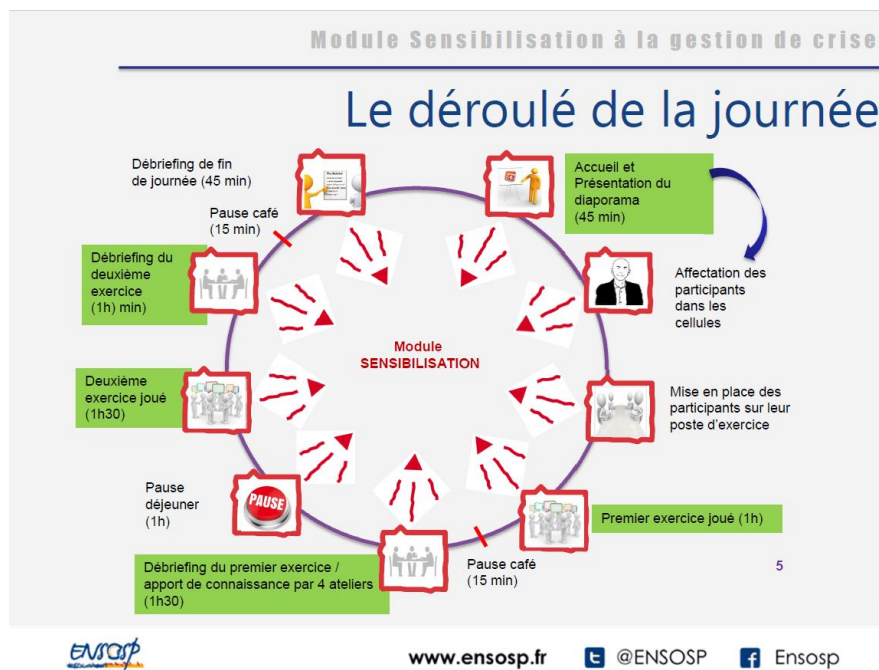 Module Sensibilisation à la gestion de crise
Le déroulé de la journée
Accueil et
Présentation du
diaporama
(45 min)
Affectation des
participants
dans les
cellules
Mise en place des
participants sur leur
poste d'exercice
Premier exercice joué (1h)
Pause café
(15 min)
Débriefing du premier exercice /
apport de connaissance par 4 ateliers
(1h30)
Pause
déjeuner
(1h)
PAUSE
Deuxième
exercice joué
(1h30)
Débriefing du
deuxième
exercice
(1h) min)
Pause café
(15 min)
Débriefing de fin
de journée (45 min)
Module
SENSIBILISATION
5
ENSOSP
www.ensosp.fr
@ENSOSP
Ensosp